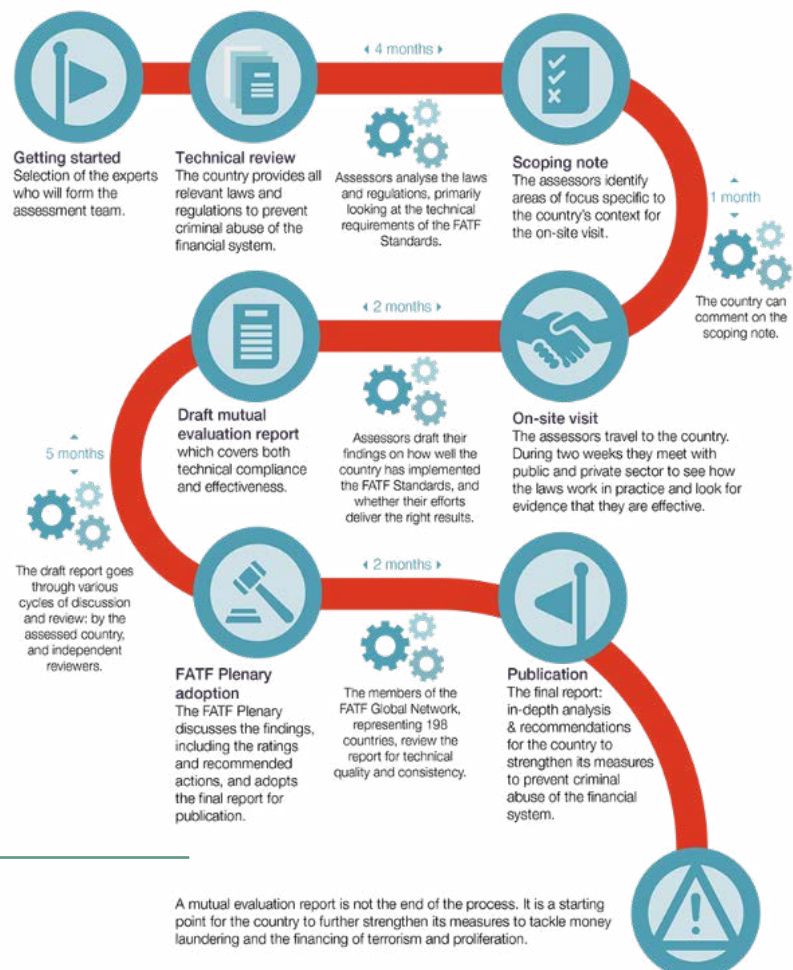 4 months
Getting started
Selection of the experts
who will form the
assessment team.
Technical review
The country provides all
relevant laws and
regulations to prevent
criminal abuse of the
financial system.
Assessors analyse the laws
and regulations, primarily
looking at the technical
requirements of the FATF
Standards.
Scoping note
The assessors identify
areas of focus specific to
the country's context for
the on-site visit.
1 month
The country can
comment on the
scoping note.
2 months
On-site visit
The assessors travel to the country.
During two weeks they meet with
public and private sector to see how
the laws work in practice and look for
evidence that they are effective.
Assessors draft their
findings on how well the
country has implemented
the FATF Standards, and
whether their efforts
deliver the right results.
Draft mutual
evaluation report
which covers both
technical compliance
and effectiveness.
5 months
The draft report goes
through various
cycles of discussion
and review: by the
assessed country,
and independent
reviewers.
2 months
FATF Plenary
adoption
The FATF Plenary
discusses the findings,
including the ratings
and recommended
actions, and adopts
the final report for
publication.
The members of the
FATF Global Network,
representing 198
countries, review the
report for technical
quality and consistency.
Publication
The final report:
in-depth analysis
& recommendations
for the country to
strengthen its measures
to prevent criminal
abuse of the financial
system.
A mutual evaluation report is not the end of the process. It is a starting
point for the country to further strengthen its measures to tackle money
laundering and the financing of terrorism and proliferation.